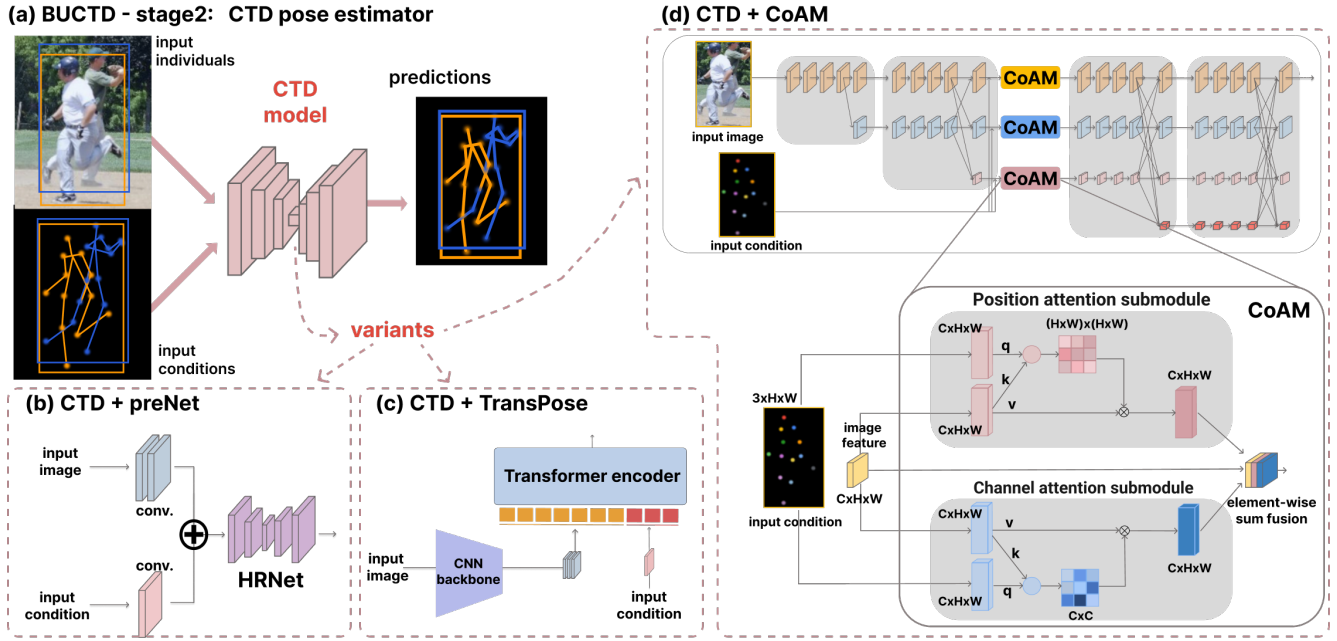 (a) BUCTD - stage2: CTD pose estimator
input
individuals
CTD
model
predictions
input
conditions
variants
(b) CTD + preNet
input
image
conv.
conv.
input
condition
HRNet
(c) CTD + TransPose
Transformer encoder
input
image
CNN
backbone
input
condition
(d) CTD + CoAM
input image
input condition
CoAM
CoAM
CoAM
CoAM
Position attention submodule
CxHxW
(HxW)x(HxW)
q
k
v
CxHxW
CxHxW
3xHxW
image
feature
CxHxW
input condition
element-wise
sum fusion
Channel attention submodule
CxHxW
v
k
q
CxHxW
CxC
CxHxW